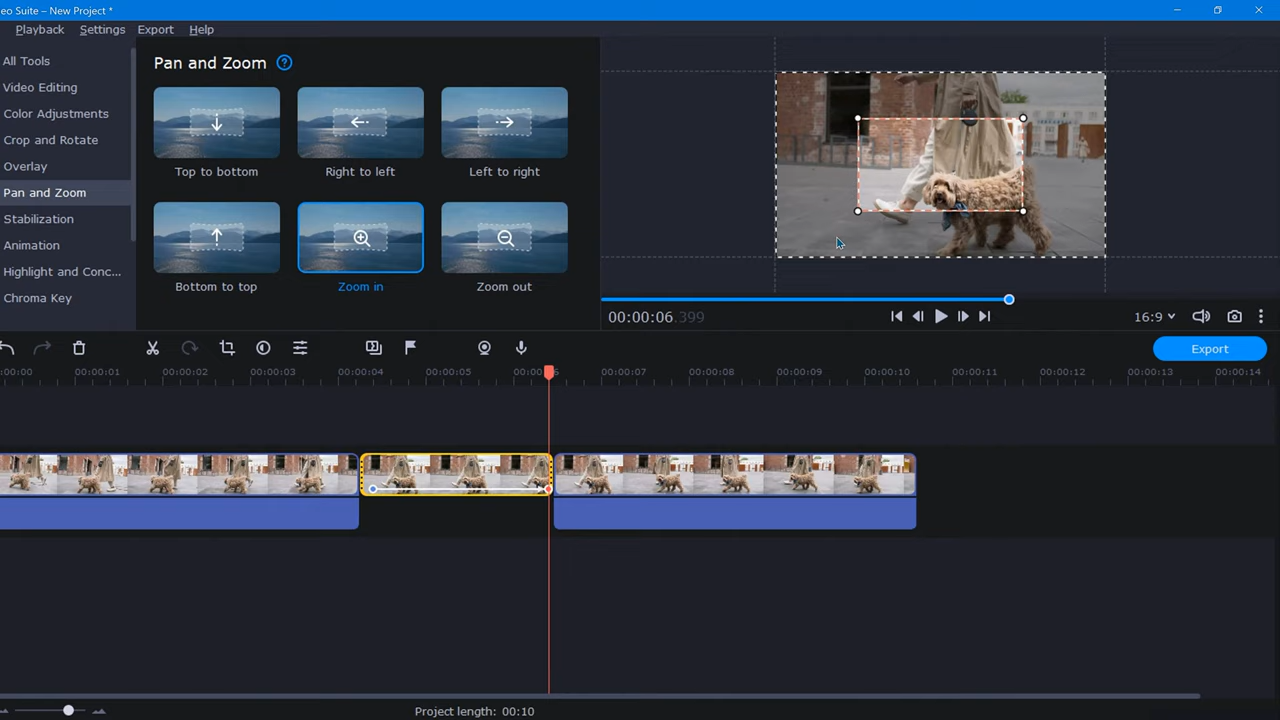 eo Suite – New Project *
Playback Settings Export Help
All Tools
Video Editing
Color Adjustments
Crop and Rotate
Overlay
Pan and Zoom
Stabilization
Animation
Highlight and Conc...
Chroma Key
Pan and Zoom ?
Top to bottom
Right to left
Left to right
Bottom to top
Zoom in
Zoom out
00:00:06.399
16:9
Export
00:00:00 00:00:01 00:00:02 00:00:03 00:00:04 00:00:05 00:00:06 00:00:07 00:00:08 00:00:09 00:00:10 00:00:11 00:00:12 00:00:13 00:00:14
Project length: 00:10